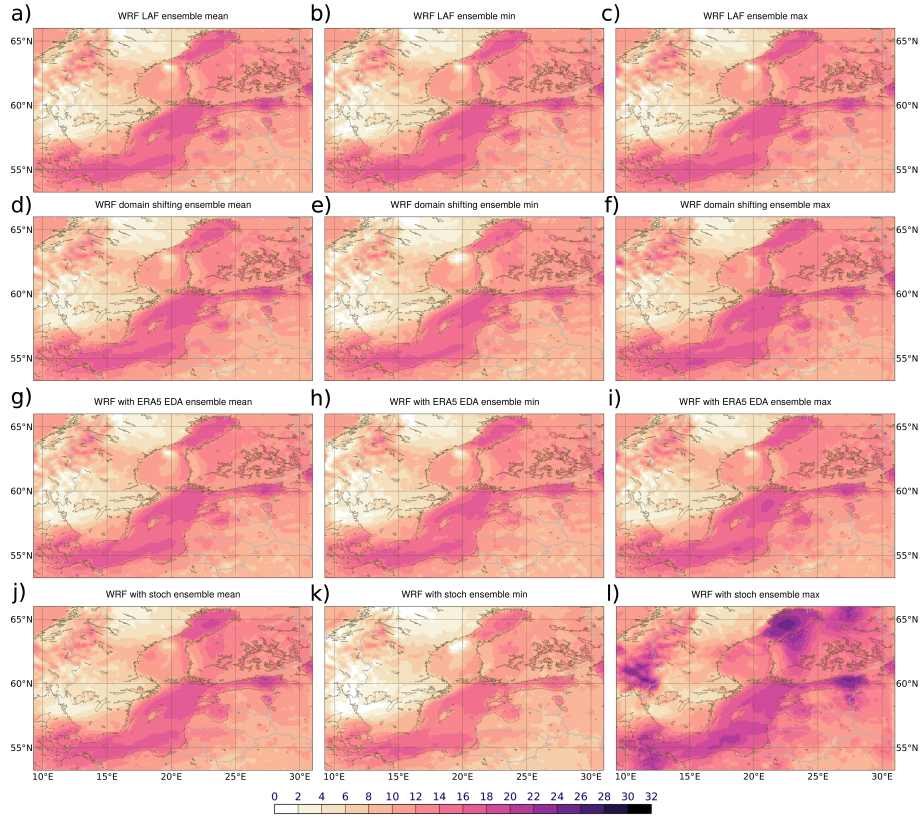 a) WRF LAF ensemble mean b) WRF LAF ensemble min c) WRF LAF ensemble max
65°N 65°N
60°N 60°N
55°N 55°N
d) WRF domain shifting ensemble mean e) WRF domain shifting ensemble min f) WRF domain shifting ensemble max
65°N 65°N
60°N 60°N
55°N 55°N
g) WRF with ERA5 EDA ensemble mean h) WRF with ERA5 EDA ensemble min i) WRF with ERA5 EDA ensemble max
65°N 65°N
60°N 60°N
55°N 55°N
j) WRF with stoch ensemble mean k) WRF with stoch ensemble min l) WRF with stoch ensemble max
65°N 65°N
60°N 60°N
55°N 55°N
10°E 15°E 20°E 25°E 30°E 10°E 15°E 20°E 25°E 30°E 10°E 15°E 20°E 25°E 30°E
0 2 4 6 8 10 12 14 16 18 20 22 24 26 28 30 32